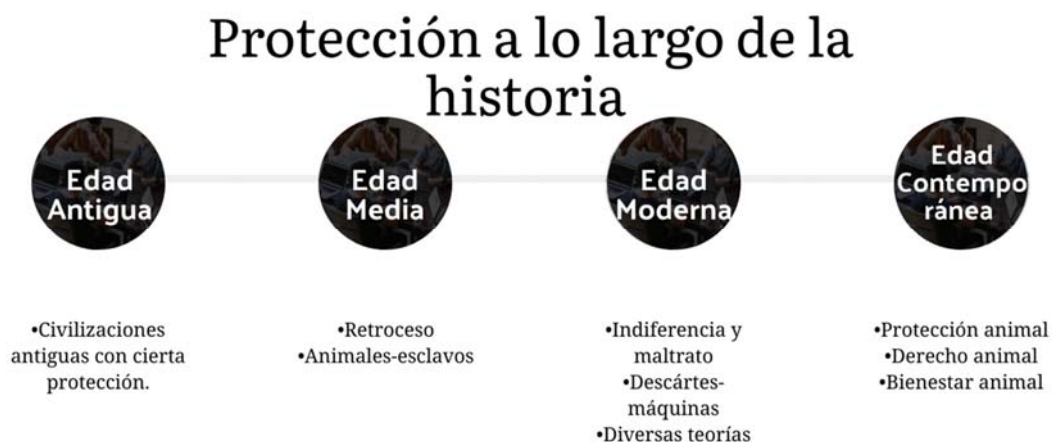 Protección a lo largo de la
historia
Edad
Antigua
Edad
Media
Edad
Moderna
Edad
Contempo
ránea
•Civilizaciones
antiguas con cierta
protección.
•Retroceso
•Animales-esclavos
•Indiferencia y
maltrato
•Descártes-
máquinas
•Diversas teorías
•Protección animal
•Derecho animal
•Bienestar animal